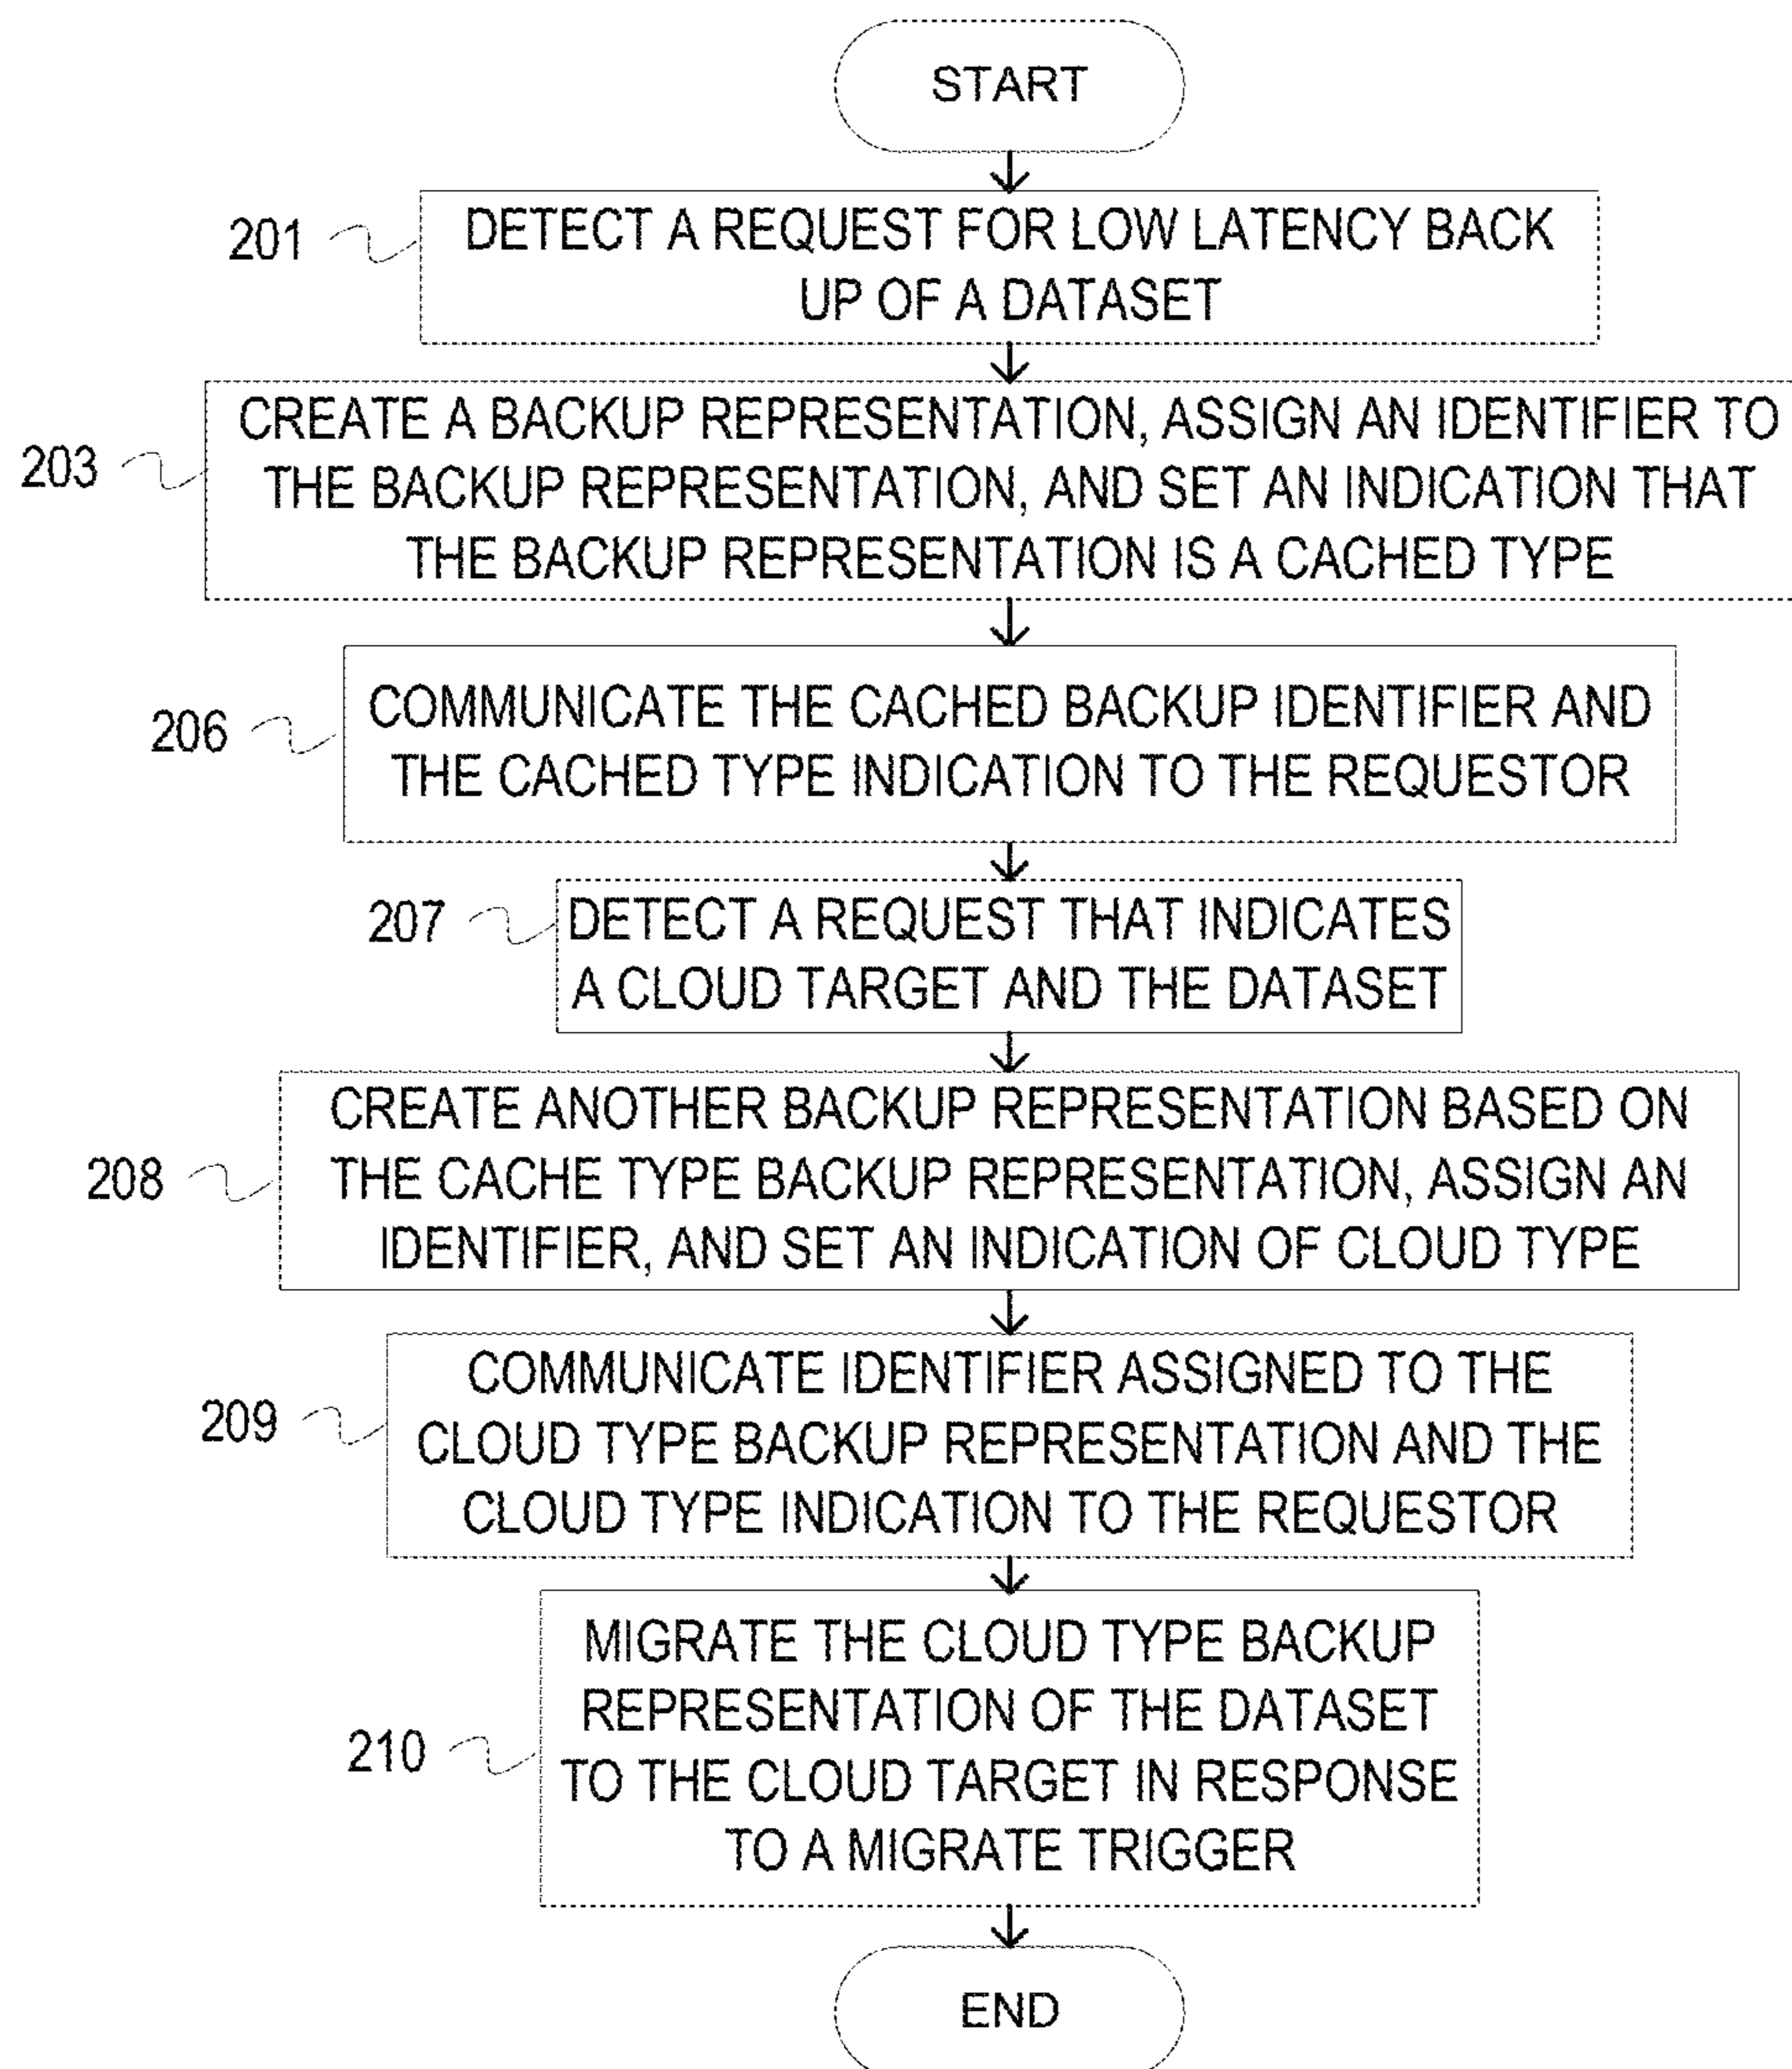 START
201
DETECT A REQUEST FOR LOW LATENCY BACK
UP OF A DATASET
203
CREATE A BACKUP REPRESENTATION, ASSIGN AN IDENTIFIER TO
THE BACKUP REPRESENTATION, AND SET AN INDICATION THAT
THE BACKUP REPRESENTATION IS A CACHED TYPE
206
COMMUNICATE THE CACHED BACKUP IDENTIFIER AND
THE CACHED TYPE INDICATION TO THE REQUESTOR
207
DETECT A REQUEST THAT INDICATES
A CLOUD TARGET AND THE DATASET
208
CREATE ANOTHER BACKUP REPRESENTATION BASED ON
THE CACHE TYPE BACKUP REPRESENTATION, ASSIGN AN
IDENTIFIER, AND SET AN INDICATION OF CLOUD TYPE
209
COMMUNICATE IDENTIFIER ASSIGNED TO THE
CLOUD TYPE BACKUP REPRESENTATION AND THE
CLOUD TYPE INDICATION TO THE REQUESTOR
210
MIGRATE THE CLOUD TYPE BACKUP
REPRESENTATION OF THE DATASET
TO THE CLOUD TARGET IN RESPONSE
TO A MIGRATE TRIGGER
END